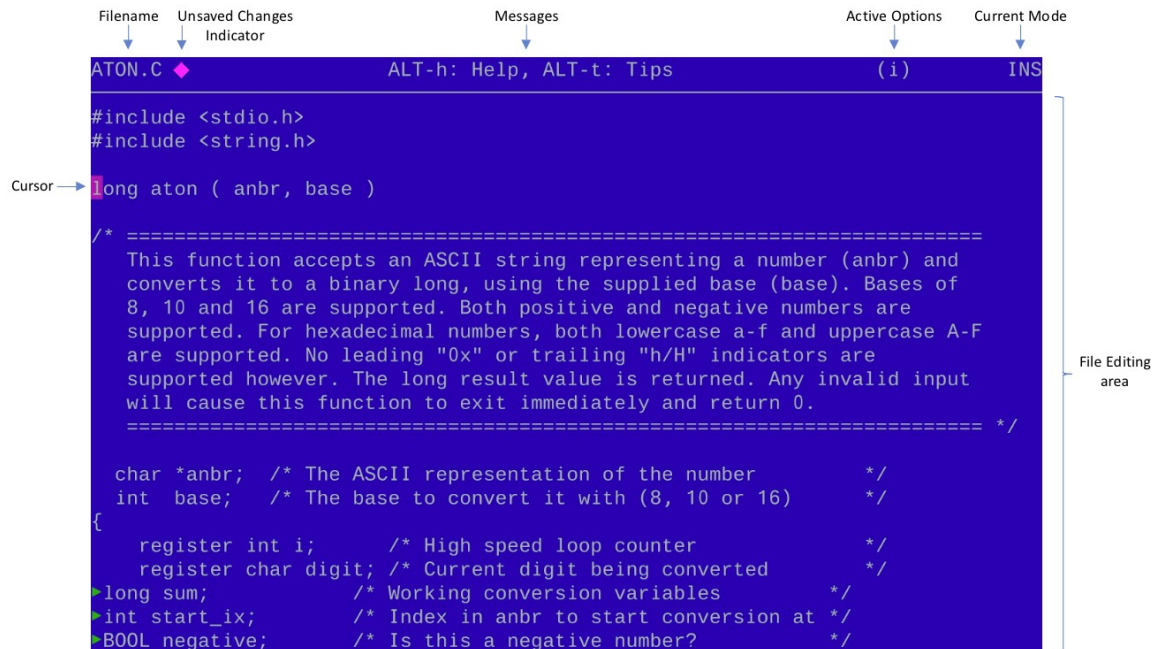 Filename Unsaved Changes Messages Active Options Current Mode
Indicator
ATON.C ALT-h: Help, ALT-t: Tips (i) INS
#include <stdio.h>
#include <string.h>
Cursor long aton ( anbr, base )
/* ========================================================================
This function accepts an ASCII string representing a number (anbr) and
converts it to a binary long, using the supplied base (base). Bases of
8, 10 and 16 are supported. Both positive and negative numbers are
supported. For hexadecimal numbers, both lowercase a-f and uppercase A-F
are supported. No leading "0x" or trailing "h/H" indicators are
supported however. The long result value is returned. Any invalid input
will cause this function to exit immediately and return 0.
======================================================================== */
File Editing
area
char *anbr; /* The ASCII representation of the number */
int base; /* The base to convert it with (8, 10 or 16) */
{
register int i; /* High speed loop counter */
register char digit; /* Current digit being converted */
long sum; /* Working conversion variables */
int start_ix; /* Index in anbr to start conversion at */
BOOL negative; /* Is this a negative number? */